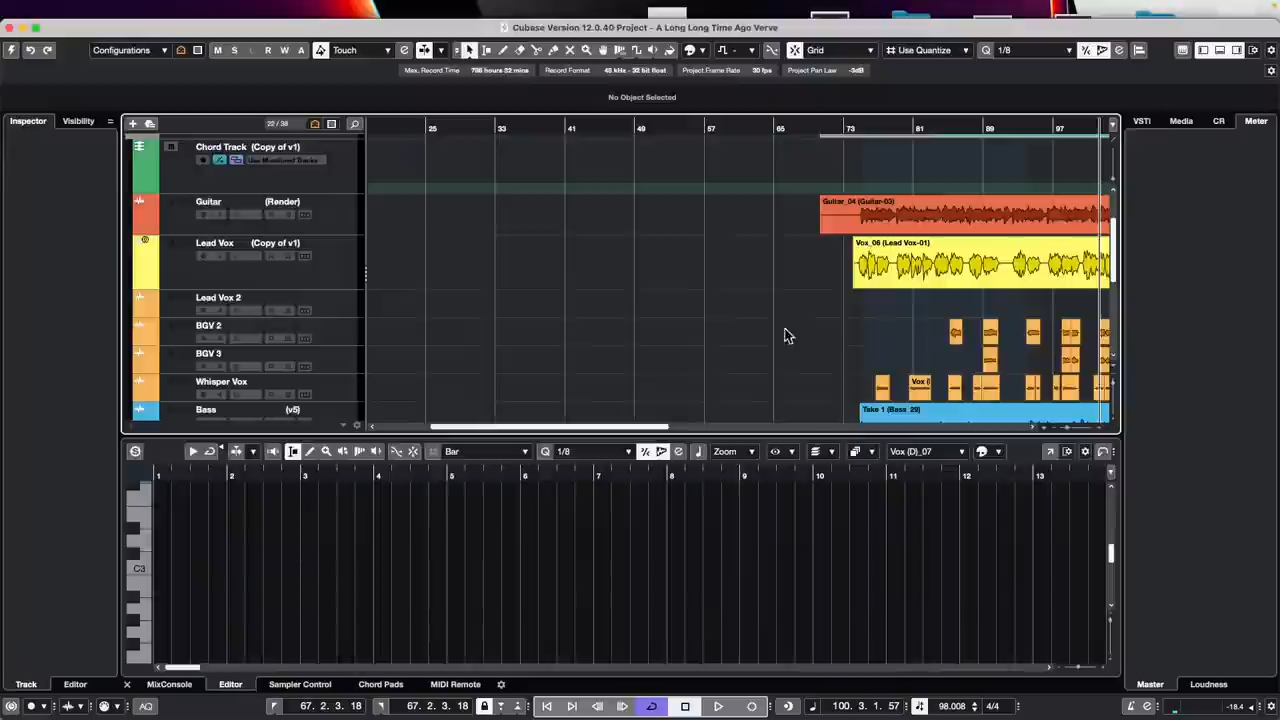 Cubase Version 12.0.40 Project - A Long Long Time Ago Verve
Configurations M S L R W A Touch Grid Use Quantize Q 1/8
Max. Record Time 786 hours 32 mins Record Format 48 kHz - 32 bit float Project Frame Rate 30 fps Project Pan Law -3dB
No Object Selected
Inspector Visibility 22 / 38 25 33 41 49 57 65 73 81 89 97 VSTi Media CR Meter
Chord Track (Copy of v1)
Use Monitored Tracks
Guitar (Render) Guitar_04 (Guitar-03)
Lead Vox (Copy of v1) Vox_06 (Lead Vox-01)
Lead Vox 2
BGV 2
BGV 3
Whisper Vox
Bass (v5) Take 1 (Bass_29)
Bar Q 1/8 Zoom Vox (D)_07
1 2 3 4 5 6 7 8 9 10 11 12 13
C3
Track Editor MixConsole Editor Sampler Control Chord Pads MIDI Remote Master Loudness
AQ 67. 2. 3. 18 67. 2. 3. 18 100. 3. 1. 57 98.008 4/4 -18.4